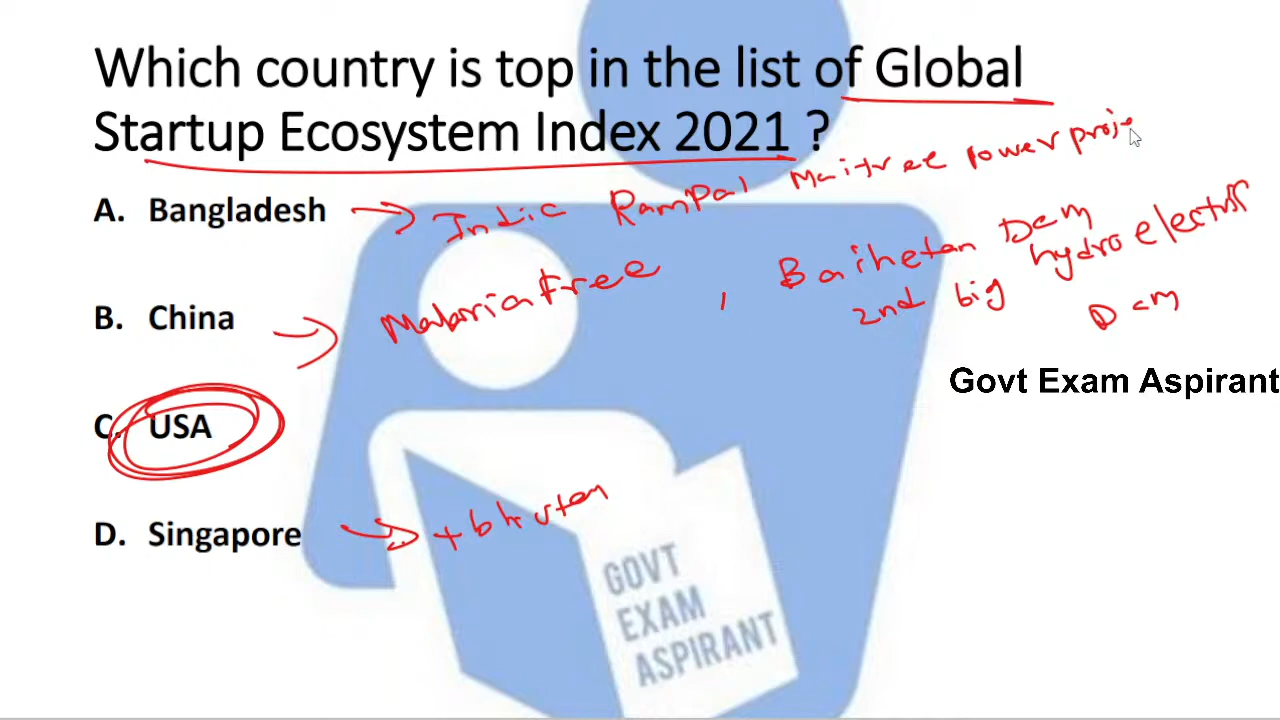 Which country is top in the list of Global
Startup Ecosystem Index 2021 ?
A. Bangladesh → India Rampal Maitree Power proje
B. China → Malaria free , Baihetan Dam
2nd big hydro electric
Dam
Govt Exam Aspirant
C. USA
D. Singapore → + bhutan
GOVT
EXAM
ASPIRANT